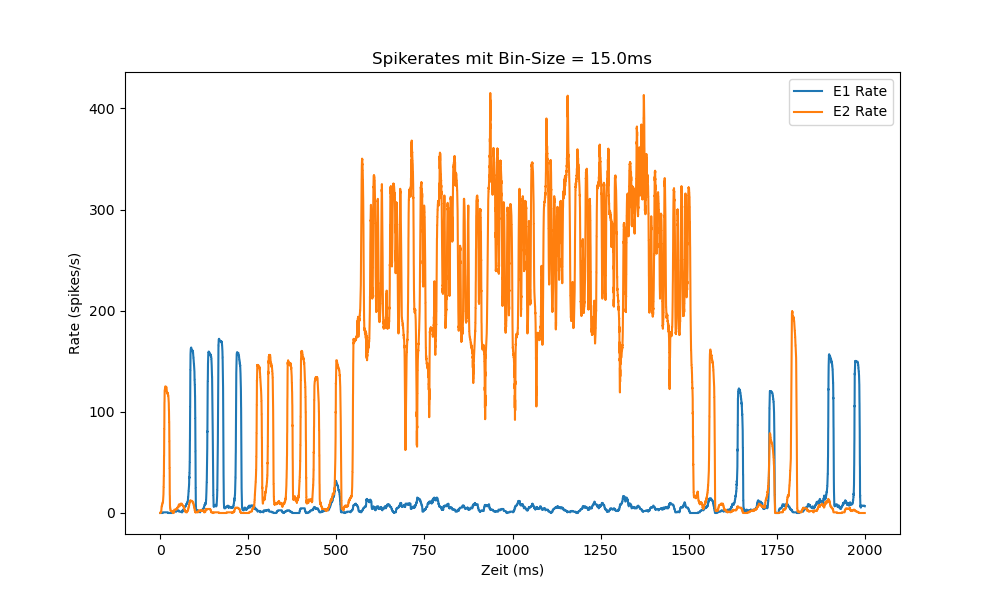 Spikerates mit Bin-Size = 15.0ms
E1 Rate
E2 Rate
Rate (spikes/s)
400
300
200
100
0
0 250 500 750 1000 1250 1500 1750 2000
Zeit (ms)